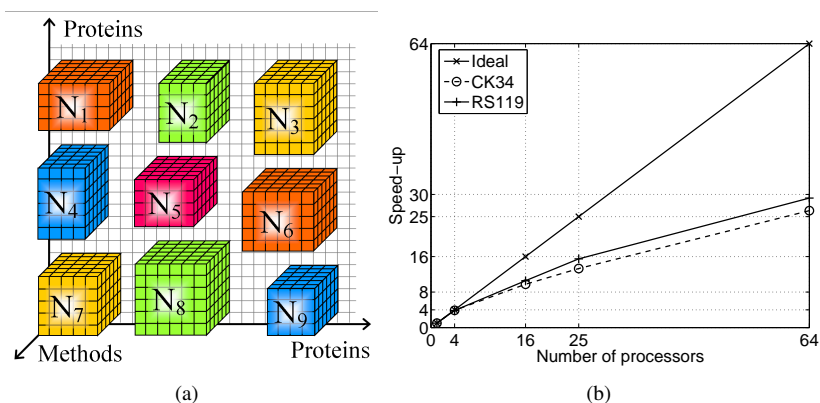 Proteins
N1
N2
N3
N4
N5
N6
N7
N8
N9
Methods
Proteins
(a)
64
30
25
16
8
4
0
Speed-up
Ideal
CK34
RS119
0 4 16 25 64
Number of processors
(b)